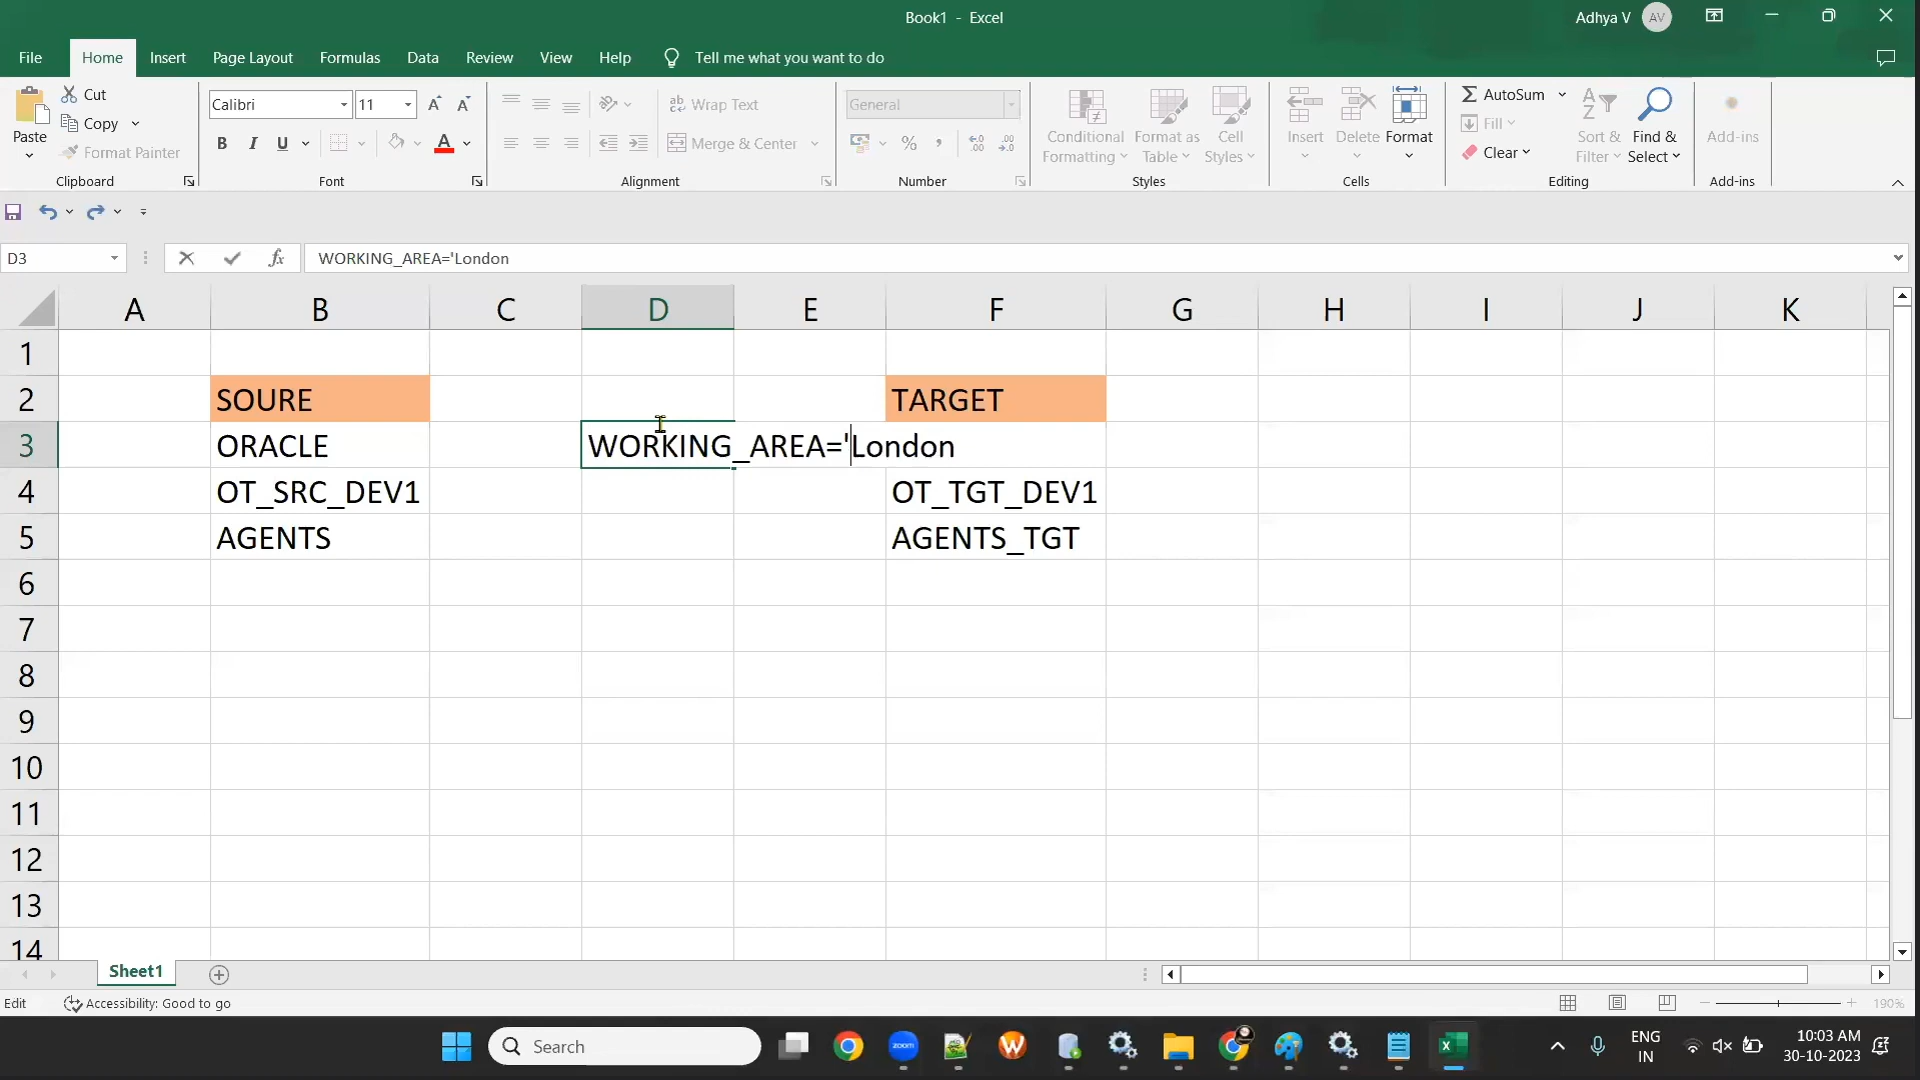 Book1 - Excel
Adhya V
AV
File
Home
Insert
Page Layout
Formulas
Data
Review
View
Help
Tell me what you want to do
Paste
Cut
Copy
Format Painter
Clipboard
Calibri
11
B
I
U
A
Font
Wrap Text
Merge & Center
Alignment
General
%
Number
Conditional Formatting
Format as Table
Cell Styles
Styles
Insert
Delete
Format
Cells
AutoSum
Fill
Clear
Sort & Filter
Find & Select
Editing
Add-ins
Add-ins
D3
fx
WORKING_AREA='London
A B C D E F G H I J K
1
2 SOURE TARGET
3 ORACLE WORKING_AREA='London
4 OT_SRC_DEV1 OT_TGT_DEV1
5 AGENTS AGENTS_TGT
6
7
8
9
10
11
12
13
14
Sheet1
Edit
Accessibility: Good to go
190%
Search
zoom
ENG
IN
10:03 AM
30-10-2023